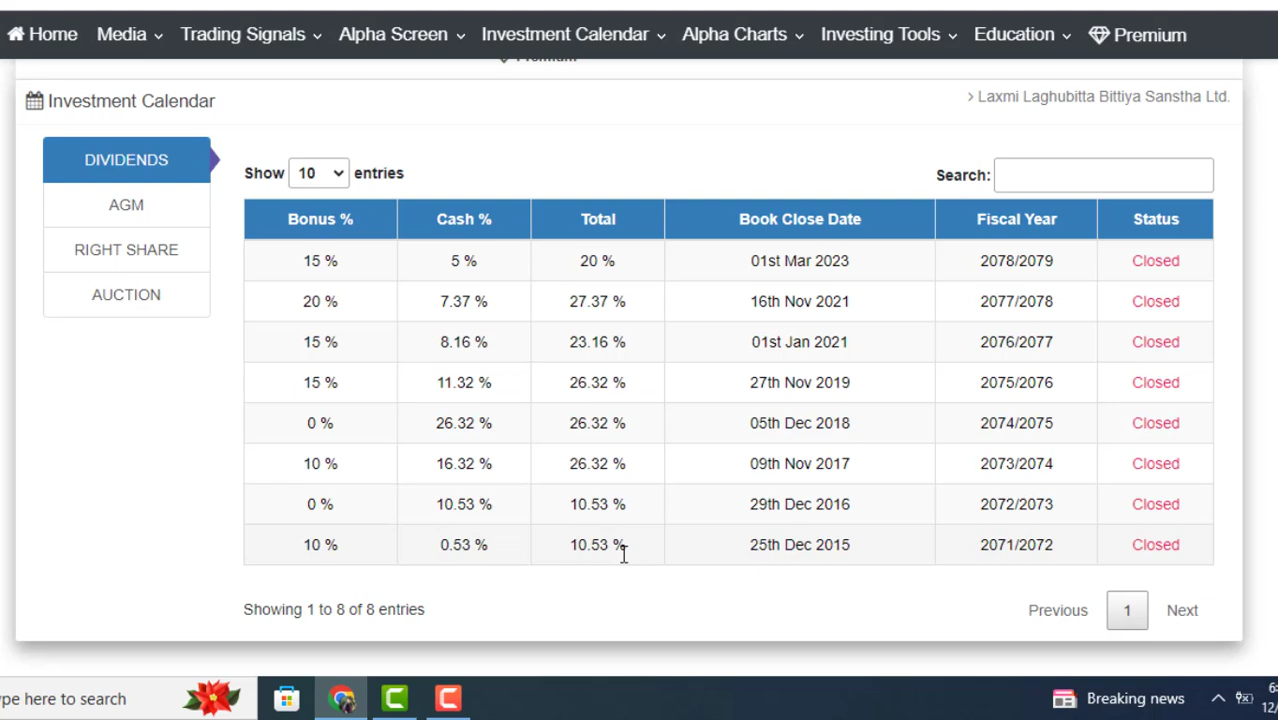 Home Media Trading Signals Alpha Screen Investment Calendar Alpha Charts Investing Tools Education Premium
Premium
Investment Calendar
> Laxmi Laghubitta Bittiya Sanstha Ltd.
DIVIDENDS
AGM
RIGHT SHARE
AUCTION
Show 10 entries
Search:
Bonus % Cash % Total Book Close Date Fiscal Year Status
15 % 5 % 20 % 01st Mar 2023 2078/2079 Closed
20 % 7.37 % 27.37 % 16th Nov 2021 2077/2078 Closed
15 % 8.16 % 23.16 % 01st Jan 2021 2076/2077 Closed
15 % 11.32 % 26.32 % 27th Nov 2019 2075/2076 Closed
0 % 26.32 % 26.32 % 05th Dec 2018 2074/2075 Closed
10 % 16.32 % 26.32 % 09th Nov 2017 2073/2074 Closed
0 % 10.53 % 10.53 % 29th Dec 2016 2072/2073 Closed
10 % 0.53 % 10.53 % 25th Dec 2015 2071/2072 Closed
Showing 1 to 8 of 8 entries
Previous 1 Next
ype here to search
Breaking news
6:
12/